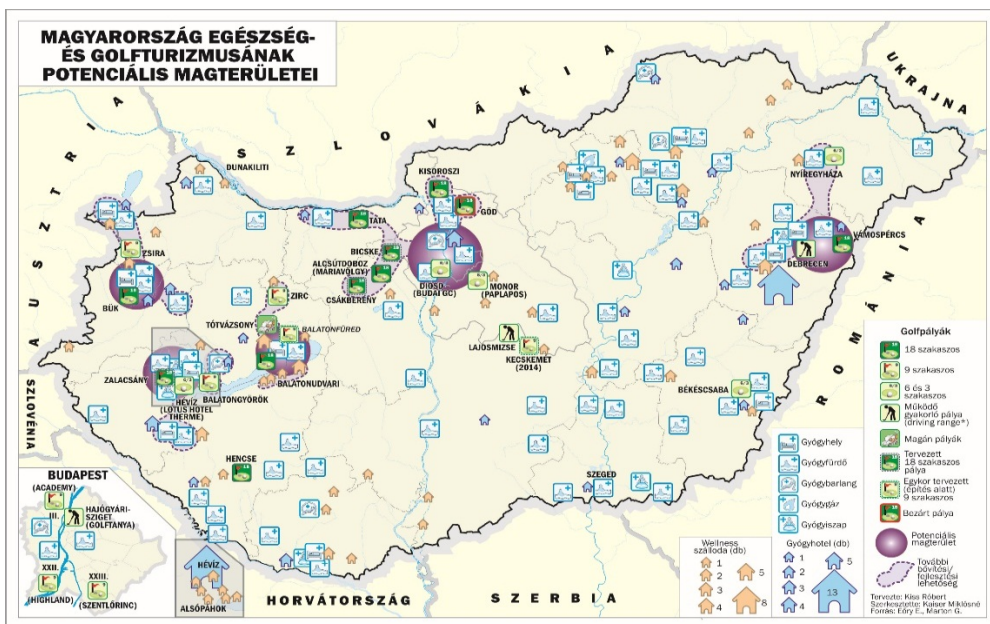 MAGYARORSZÁG EGÉSZSÉG-
ÉS GOLFTURIZMUSÁNAK
POTENCIÁLIS MAGTERÜLETEI
AUSZTRIA
SZLOVÁKIA
UKRAJNA
ROMÁNIA
SZERBIA
HORVÁTORSZÁG
SZLOVÉNIA
DUNAKILITI
KISOROSZI
GÖD
TATA
BICSKE
ALCSÚTDOBOZ
(MÁRIAVÖLGY)
CSÁKBERÉNY
DIÓSD
(BUDAI GC)
MONOR
(PAPLAPOS)
NYÍREGYHÁZA
VÁMOSPÉRCS
DEBRECEN
ZSIRA
BÜK
ZIRC
TÓTVÁZSONY
BALATONFÜRED
BALATONUDVARI
ZALACSÁNY
HÉVÍZ
(LOTUS HOTEL
THERME)
BALATONGYÖRÖK
LAJOSMIZSE
KECSKEMÉT
(2014)
BÉKÉSCSABA
HENCSE
SZEGED
BUDAPEST
(ACADEMY)
III.
HAJÓGYÁRI-
SZIGET
(GOLFTANYA)
XXII.
(HIGHLAND)
XXIII.
(SZENTLŐRINC)
HÉVÍZ
ALSÓPÁHOK
Golfpályák
18 szakaszos
9 szakaszos
6 és 3
szakaszos
Működő
gyakorló pálya
(driving range*)
Magán pályák
Tervezett
18 szakaszos
pálya
Egykor tervezett
(építés alatt)
9 szakaszos
Bezárt pálya
Potenciális
magterület
További
bővítési/
fejlesztési
lehetőség
Gyógyhely
Gyógyfürdő
Gyógybarlang
Gyógygáz
Gyógyiszap
Wellness
szálloda (db)
1
2
3
4
5
8
Gyógyhotel (db)
1
2
3
4
5
13
Tervezte: Kiss Róbert
Szerkesztette: Kaiser Miklósné
Forrás: Eőry E., Marton G.